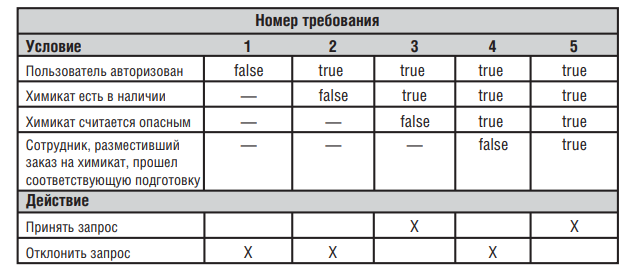 Номер требования
Условие 1 2 3 4 5
Пользователь авторизован false true true true true
Химикат есть в наличии — false true true true
Химикат считается опасным — — false true true
Сотрудник, разместивший
заказ на химикат, прошел — — — false true
соответствующую подготовку
Действие
Принять запрос X X
Отклонить запрос X X X